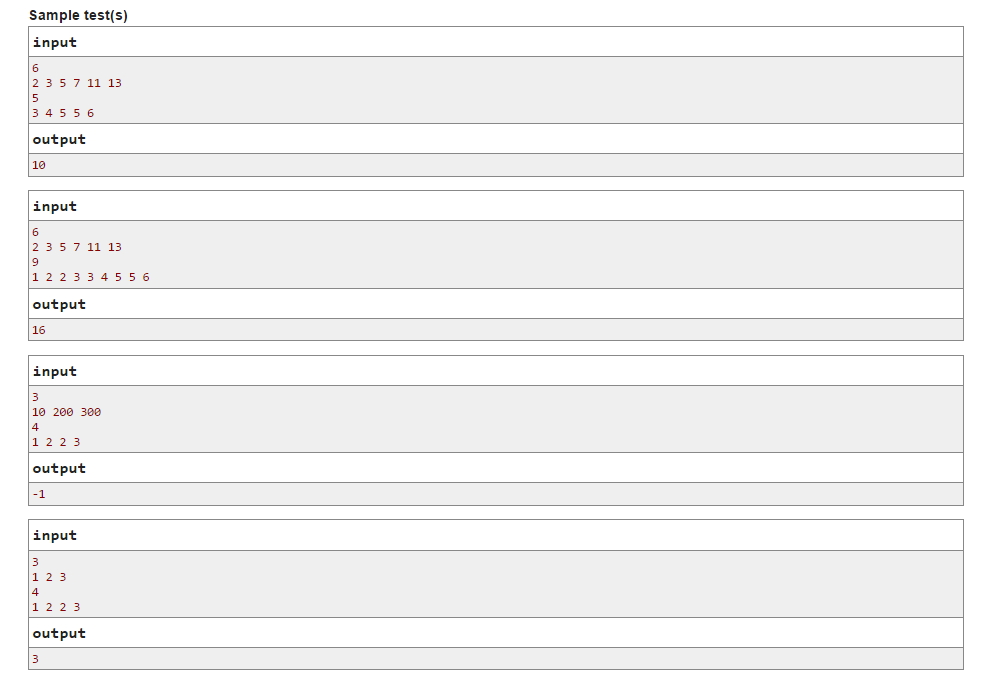 Sample test(s)
input
6
2 3 5 7 11 13
5
3 4 5 5 6
output
10
input
6
2 3 5 7 11 13
9
1 2 2 3 3 4 5 5 6
output
16
input
3
10 200 300
4
1 2 2 3
output
-1
input
3
1 2 3
4
1 2 2 3
output
3